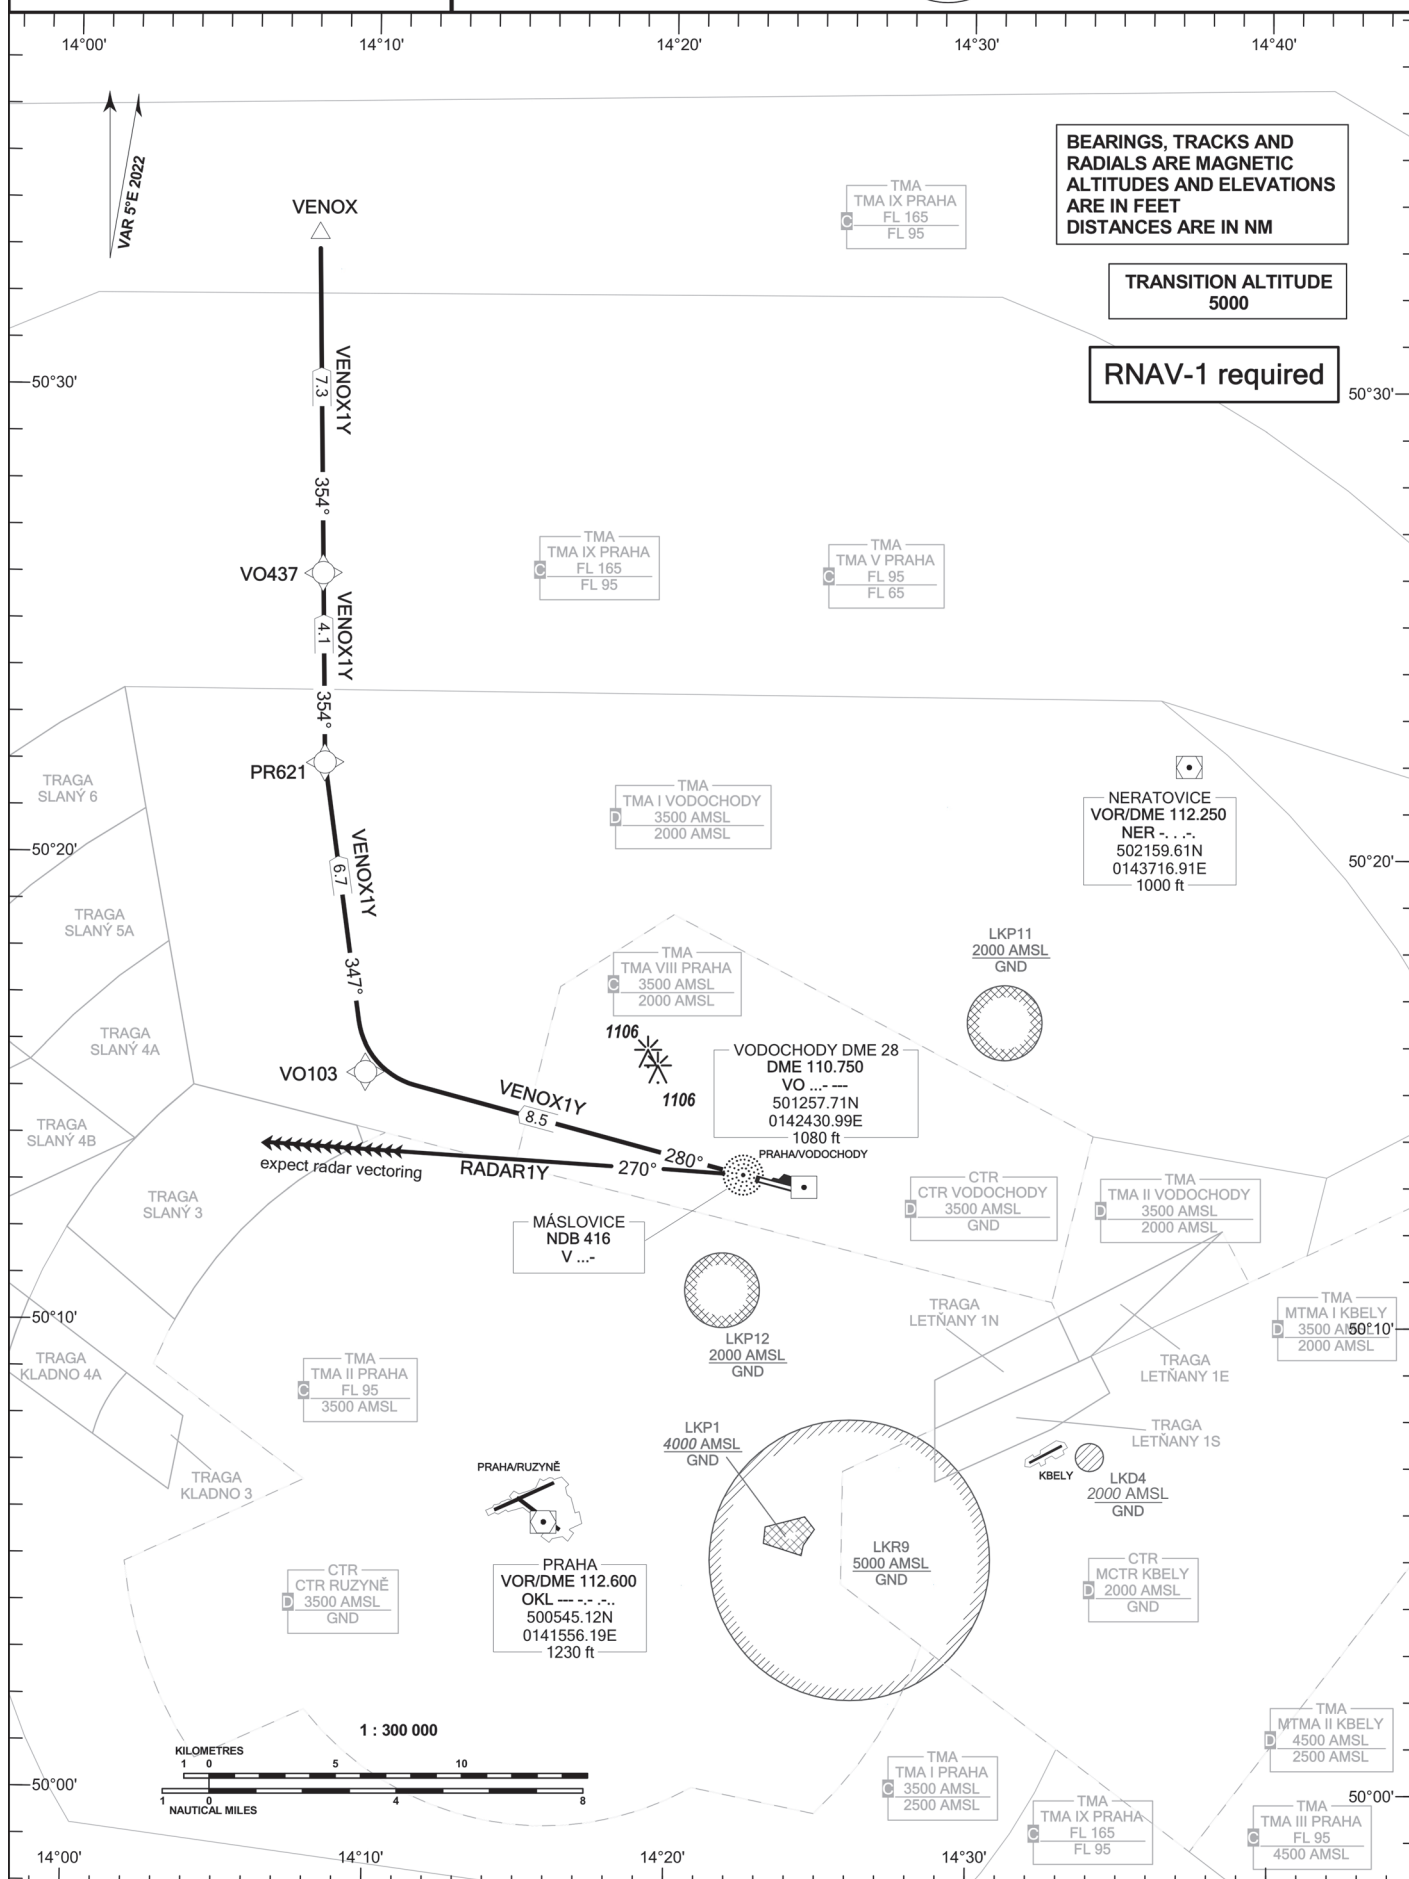 14°00'
14°10'
14°20'
14°30'
14°40'
VAR 5°E 2022
BEARINGS, TRACKS AND
RADIALS ARE MAGNETIC
ALTITUDES AND ELEVATIONS
ARE IN FEET
DISTANCES ARE IN NM
TMA
TMA IX PRAHA
C
FL 165
FL 95
VENOX
TRANSITION ALTITUDE
5000
RNAV-1 required
50°30'
50°30'
VENOX1Y
7.3
354°
TMA
TMA IX PRAHA
C
FL 165
FL 95
TMA
TMA V PRAHA
C
FL 95
FL 65
VO437
VENOX1Y
4.1
354°
PR621
TRAGA
SLANÝ 6
TMA
TMA I VODOCHODY
D
3500 AMSL
2000 AMSL
NERATOVICE
VOR/DME 112.250
NER -. . .-.
502159.61N
0143716.91E
1000 ft
50°20'
50°20'
VENOX1Y
6.7
347°
TRAGA
SLANÝ 5A
LKP11
2000 AMSL
GND
TMA
TMA VIII PRAHA
C
3500 AMSL
2000 AMSL
TRAGA
SLANÝ 4A
1106
1106
VODOCHODY DME 28
DME 110.750
VO ...- ---
501257.71N
0142430.99E
1080 ft
VO103
VENOX1Y
8.5
280°
TRAGA
SLANÝ 4B
PRAHA/VODOCHODY
expect radar vectoring
RADAR1Y
270°
TRAGA
SLANÝ 3
CTR
CTR VODOCHODY
D
3500 AMSL
GND
TMA
TMA II VODOCHODY
D
3500 AMSL
2000 AMSL
MÁSLOVICE
NDB 416
V ...-
50°10'
50°10'
TRAGA
LETŇANY 1N
TMA
MTMA I KBELY
D
3500 AMSL
2000 AMSL
LKP12
2000 AMSL
GND
TRAGA
KLADNO 4A
TMA
TMA II PRAHA
C
FL 95
3500 AMSL
TRAGA
LETŇANY 1E
TRAGA
LETŇANY 1S
LKP1
4000 AMSL
GND
TRAGA
KLADNO 3
PRAHA/RUZYNĚ
KBELY
LKD4
2000 AMSL
GND
LKR9
5000 AMSL
GND
CTR
CTR RUZYNĚ
D
3500 AMSL
GND
PRAHA
VOR/DME 112.600
OKL --- -.- .-..
500545.12N
0141556.19E
1230 ft
CTR
MCTR KBELY
D
2000 AMSL
GND
1 : 300 000
KILOMETRES
1 0 5 10
1 0 4 8
NAUTICAL MILES
TMA
MTMA II KBELY
D
4500 AMSL
2500 AMSL
50°00'
50°00'
TMA
TMA I PRAHA
C
3500 AMSL
2500 AMSL
TMA
TMA IX PRAHA
C
FL 165
FL 95
TMA
TMA III PRAHA
C
FL 95
4500 AMSL
14°00'
14°10'
14°20'
14°30'